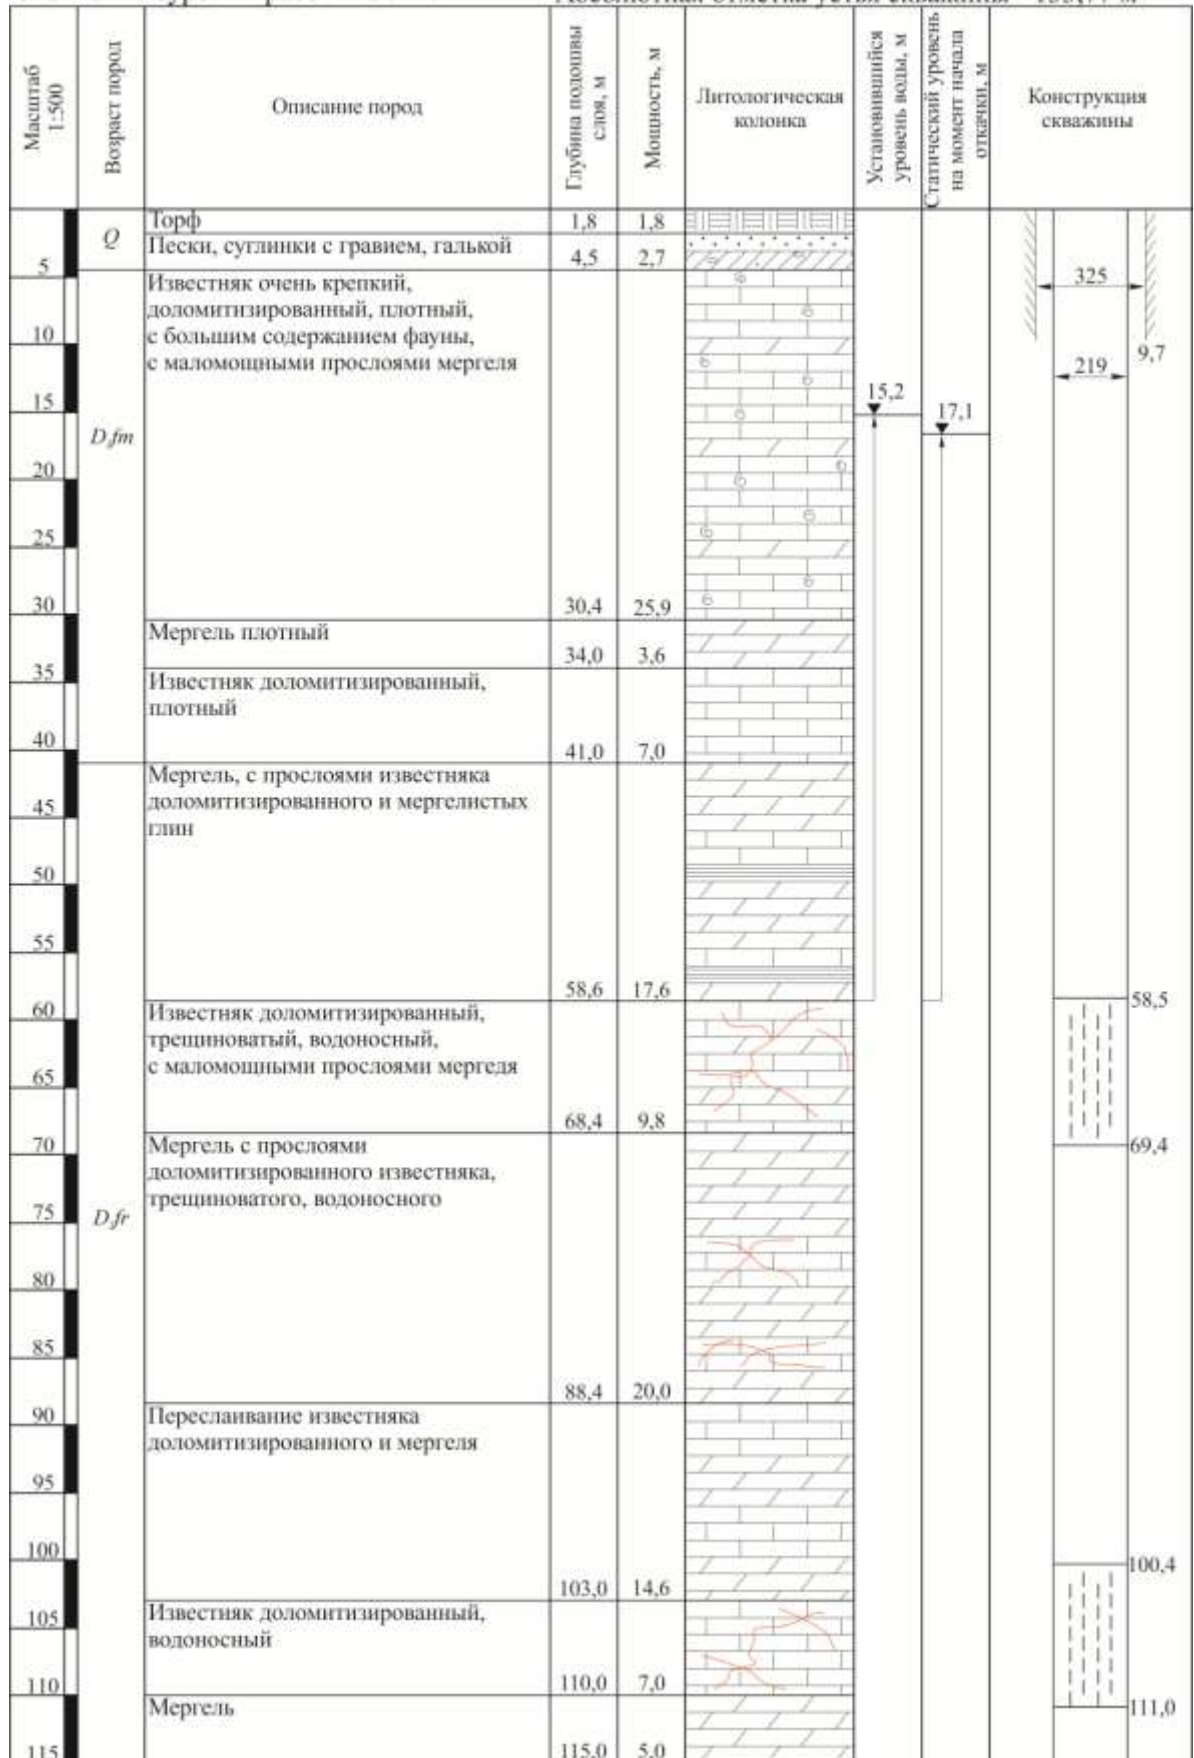 Масштаб
1:500
Возраст пород
Описание пород
Глубина подошвы
слоя, м
Мощность, м
Литологическая
колонка
Установившийся
уровень воды, м
Статический уровень
на момент начала
откачки, м
Конструкция
скважины
Q
Торф
1,8
1,8
Пески, суглинки с гравием, галькой
4,5
2,7
5
Известняк очень крепкий,
доломитизированный, плотный,
с большим содержанием фауны,
с маломощными прослоями мергеля
325
10
9,7
219
15
15,2
17,1
D₃fm
20
25
30
30,4
25,9
Мергель плотный
34,0
3,6
35
Известняк доломитизированный,
плотный
40
41,0
7,0
Мергель, с прослоями известняка
доломитизированного и мергелистых
глин
45
50
55
58,6
17,6
58,5
60
Известняк доломитизированный,
трещиноватый, водоносный,
с маломощными прослоями мергедя
65
68,4
9,8
70
69,4
Мергель с прослоями
доломитизированного известняка,
трещиноватого, водоносного
75
D₃fr
80
85
88,4
20,0
90
Переслаивание известняка
доломитизированного и мергеля
95
100
100,4
103,0
14,6
105
Известняк доломитизированный,
водоносный
110
110,0
7,0
Мергель
111,0
115
115,0
5,0